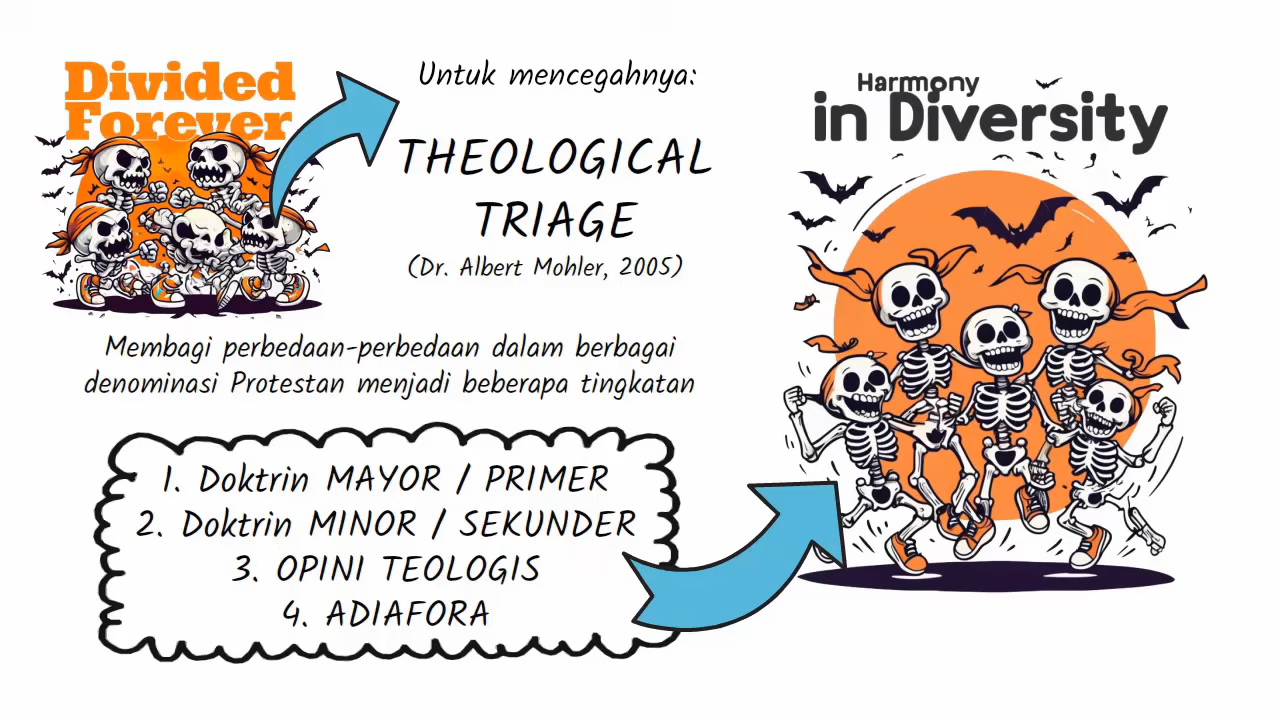 Divided
Forever
Untuk mencegahnya:
THEOLOGICAL
TRIAGE
(Dr. Albert Mohler, 2005)
Membagi perbedaan-perbedaan dalam berbagai
denominasi Protestan menjadi beberapa tingkatan
1. Doktrin MAYOR / PRIMER
2. Doktrin MINOR / SEKUNDER
3. OPINI TEOLOGIS
4. ADIAFORA
Harmony
in Diversity